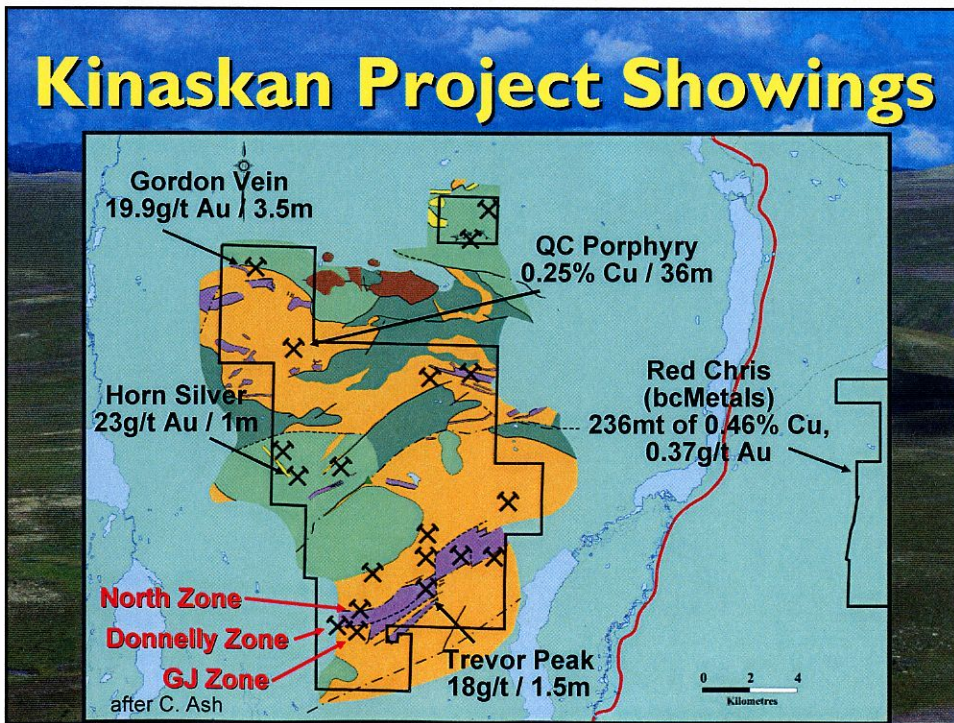 Kinaskan Project Showings
Gordon Vein
19.9g/t Au / 3.5m
QC Porphyry
0.25% Cu / 36m
Red Chris
(bcMetals)
236mt of 0.46% Cu,
0.37g/t Au
Horn Silver
23g/t Au / 1m
North Zone
Donnelly Zone
GJ Zone
after C. Ash
Trevor Peak
18g/t / 1.5m
0 2 4
Kilometres